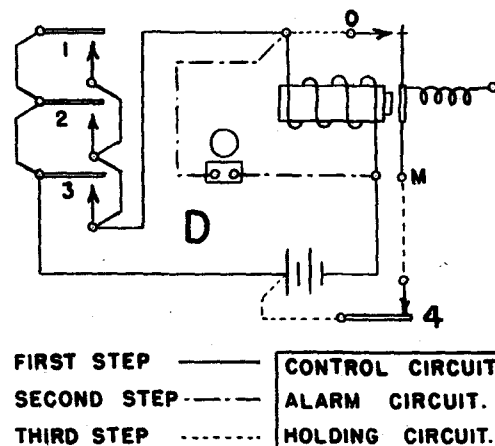 O
1
2
3
M
D
4
FIRST STEP CONTROL CIRCUIT
SECOND STEP ALARM CIRCUIT.
THIRD STEP HOLDING CIRCUIT.